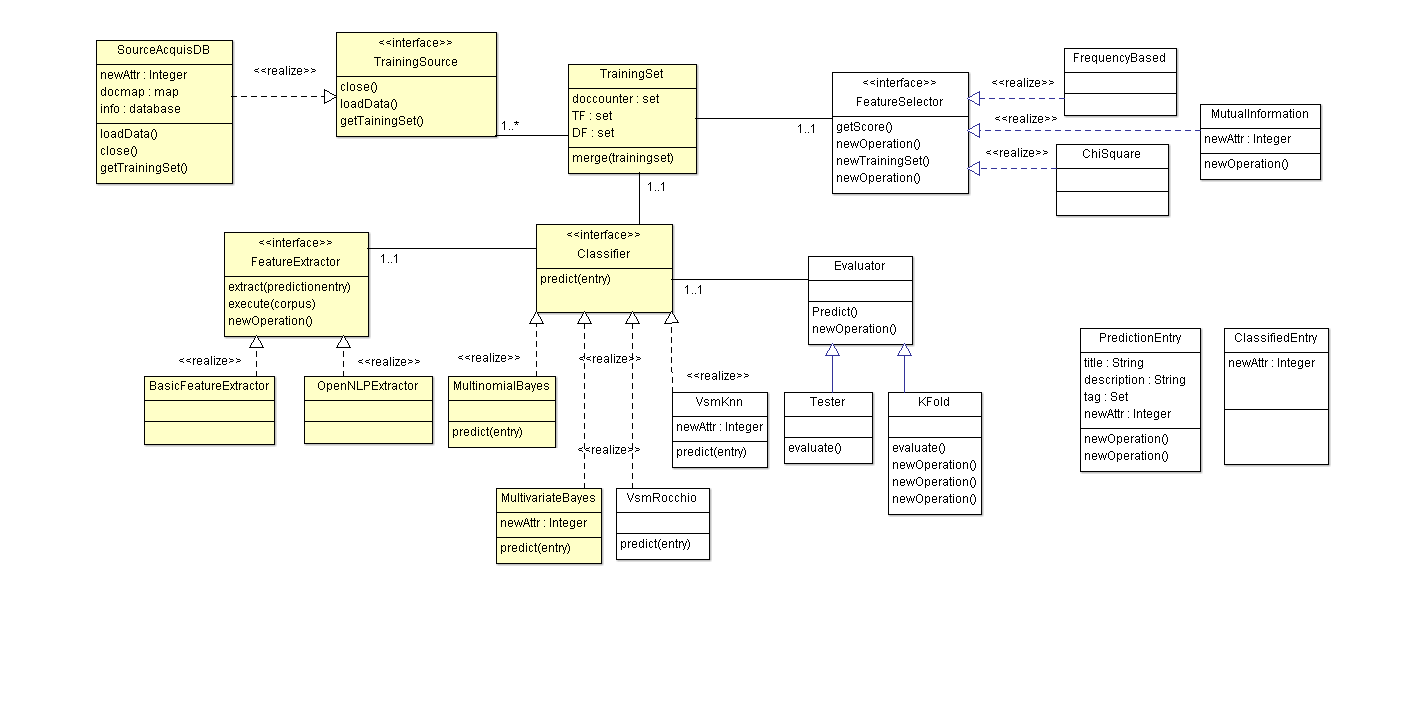 SourceAcquisDB
newAttr : Integer
docmap : map
info : database
loadData()
close()
getTrainingSet()
<<realize>>
<<interface>>
TrainingSource
close()
loadData()
getTainingSet()
1..*
TrainingSet
doccounter : set
TF : set
DF : set
merge(trainingset)
1..1
1..1
<<interface>>
FeatureSelector
getScore()
newOperation()
newTrainingSet()
newOperation()
<<realize>>
<<realize>>
<<realize>>
FrequencyBased
MutualInformation
newAttr : Integer
newOperation()
ChiSquare
<<interface>>
FeatureExtractor
extract(predictionentry)
execute(corpus)
newOperation()
1..1
<<interface>>
Classifier
predict(entry)
1..1
Evaluator
Predict()
newOperation()
<<realize>>
<<realize>>
<<realize>>
<<realize>>
<<realize>>
<<realize>>
BasicFeatureExtractor
OpenNLPExtractor
MultinomialBayes
predict(entry)
VsmKnn
newAttr : Integer
predict(entry)
Tester
evaluate()
KFold
evaluate()
newOperation()
newOperation()
newOperation()
MultivariateBayes
newAttr : Integer
predict(entry)
VsmRocchio
predict(entry)
PredictionEntry
title : String
description : String
tag : Set
newAttr : Integer
newOperation()
newOperation()
ClassifiedEntry
newAttr : Integer